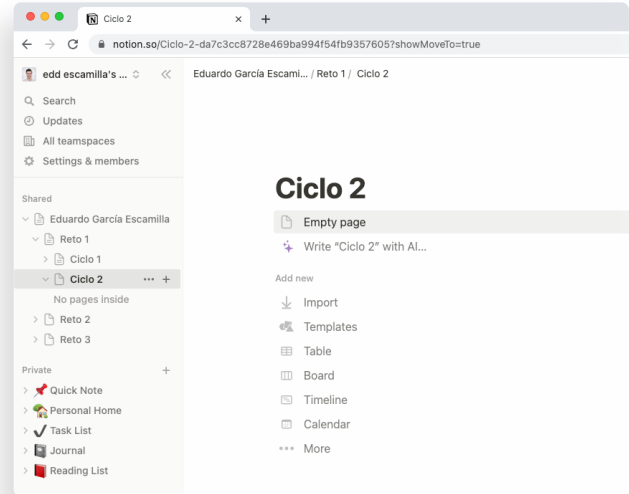 Ciclo 2
notion.so/Ciclo-2-da7c3cc8728e469ba994f54fb9357605?showMoveTo=true
edd escamilla's ...
Eduardo García Escami... / Reto 1 / Ciclo 2
Search
Updates
All teamspaces
Settings & members
Shared
Eduardo García Escamilla
Reto 1
Ciclo 1
Ciclo 2
No pages inside
Reto 2
Reto 3
Private
Quick Note
Personal Home
Task List
Journal
Reading List
Ciclo 2
Empty page
Write “Ciclo 2” with AI...
Add new
Import
Templates
Table
Board
Timeline
Calendar
More